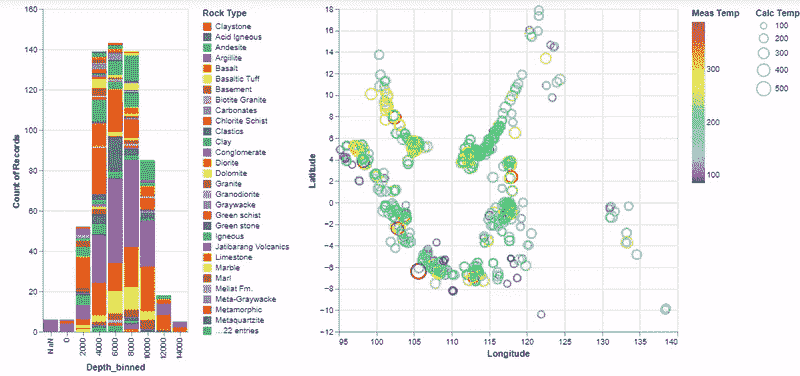 160
140
120
100
80
60
40
20
0
Count of Records
NaN
0
2000
4000
6000
8000
10000
12000
14000
Depth_binned
Rock Type
Claystone
Acid Igneous
Andesite
Argillite
Basalt
Basaltic Tuff
Basement
Biotite Granite
Carbonates
Chlorite Schist
Clastics
Clay
Conglomerate
Diorite
Dolomite
Granite
Granodiorite
Graywacke
Green schist
Green stone
Igneous
Jatibarang Volcanics
Limestone
Marble
Marl
Meliat Fm.
Meta-Graywacke
Metamorphic
Metaquartzite
...22 entries
18
16
14
12
10
8
6
4
2
0
−2
−4
−6
−8
−10
−12
Latitude
95
100
105
110
115
120
125
130
135
140
Longitude
Meas Temp
300
200
100
Calc Temp
100
200
300
400
500